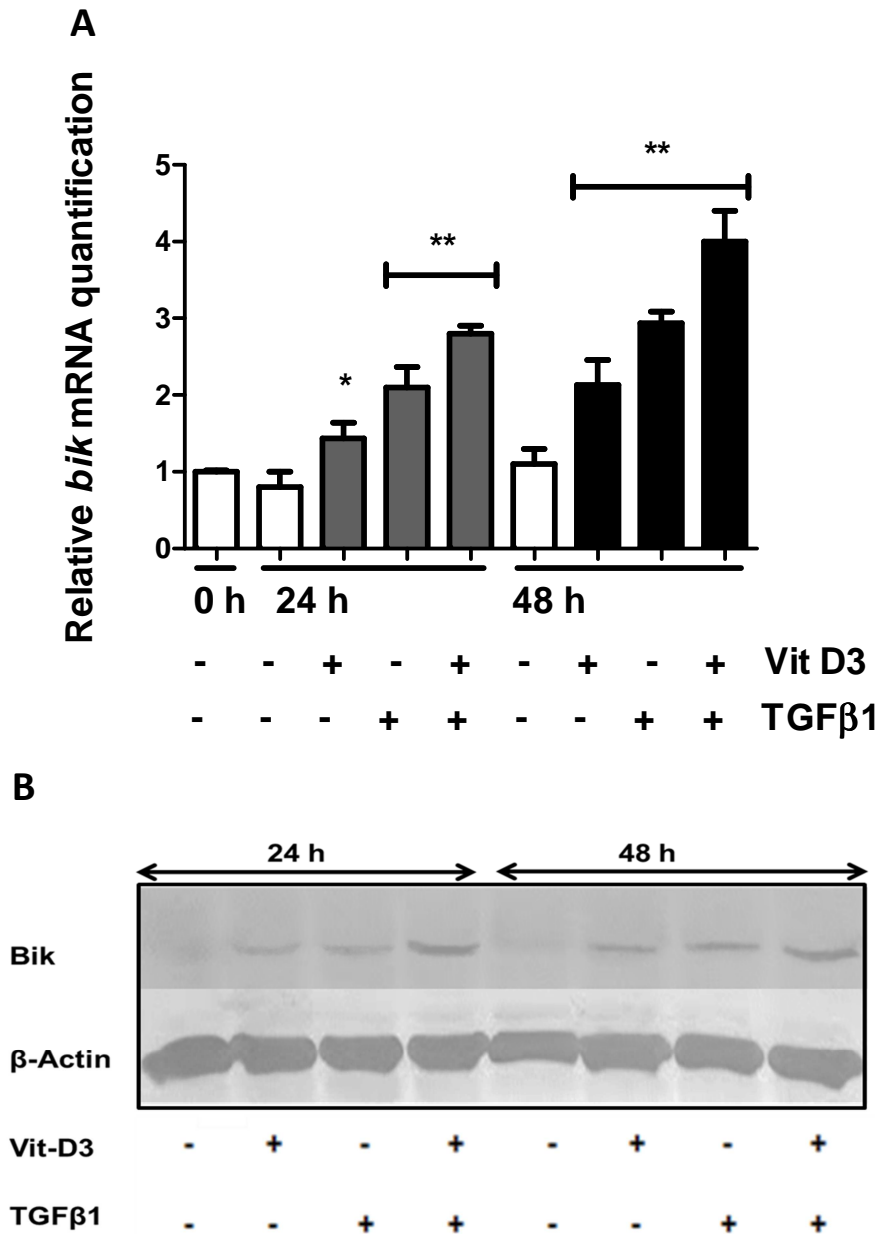 A
Relative bik mRNA quantification
5
4
3
2
1
0
*
**
**
0 h 24 h 48 h
- - + - + - + - + Vit D3
- - - + + - - + + TGFβ1
B
24 h 48 h
Bik
β-Actin
Vit-D3 - + - + - + - +
TGFβ1 - - + + - - + +